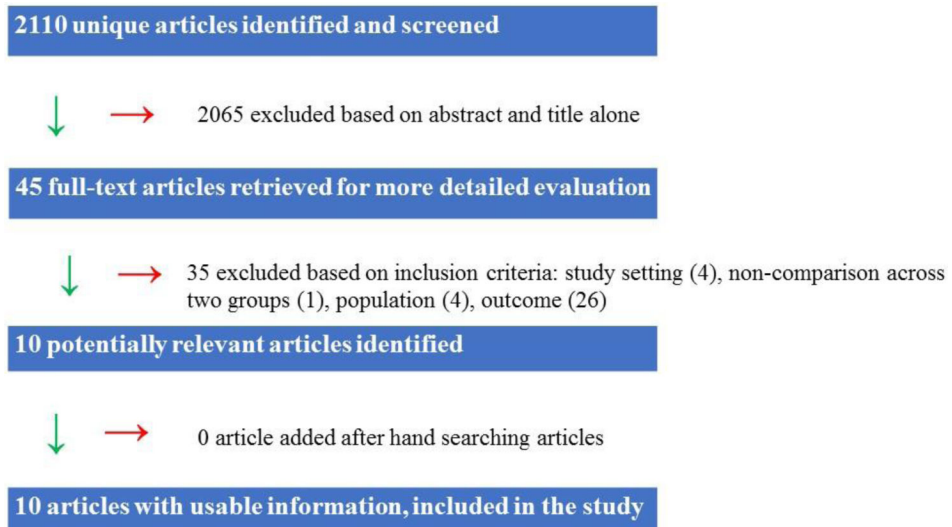 2110 unique articles identified and screened
2065 excluded based on abstract and title alone
45 full-text articles retrieved for more detailed evaluation
35 excluded based on inclusion criteria: study setting (4), non-comparison across
two groups (1), population (4), outcome (26)
10 potentially relevant articles identified
0 article added after hand searching articles
10 articles with usable information, included in the study